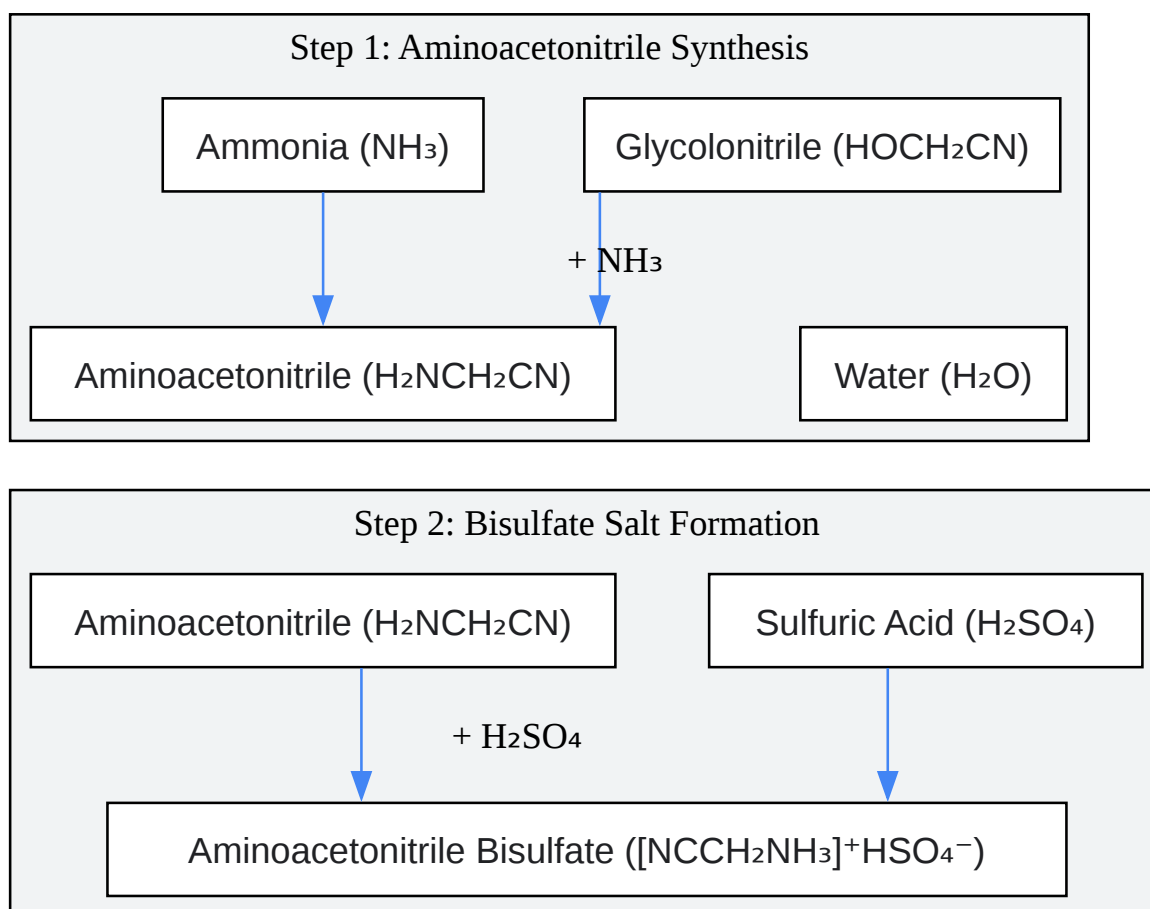 Step 1: Aminoacetonitrile Synthesis
Ammonia (NH₃)
Glycolonitrile (HOCH₂CN)
+ NH₃
Aminoacetonitrile (H₂NCH₂CN)
Water (H₂O)
Step 2: Bisulfate Salt Formation
Aminoacetonitrile (H₂NCH₂CN)
Sulfuric Acid (H₂SO₄)
+ H₂SO₄
Aminoacetonitrile Bisulfate ([NCCH₂NH₃]⁺HSO₄⁻)